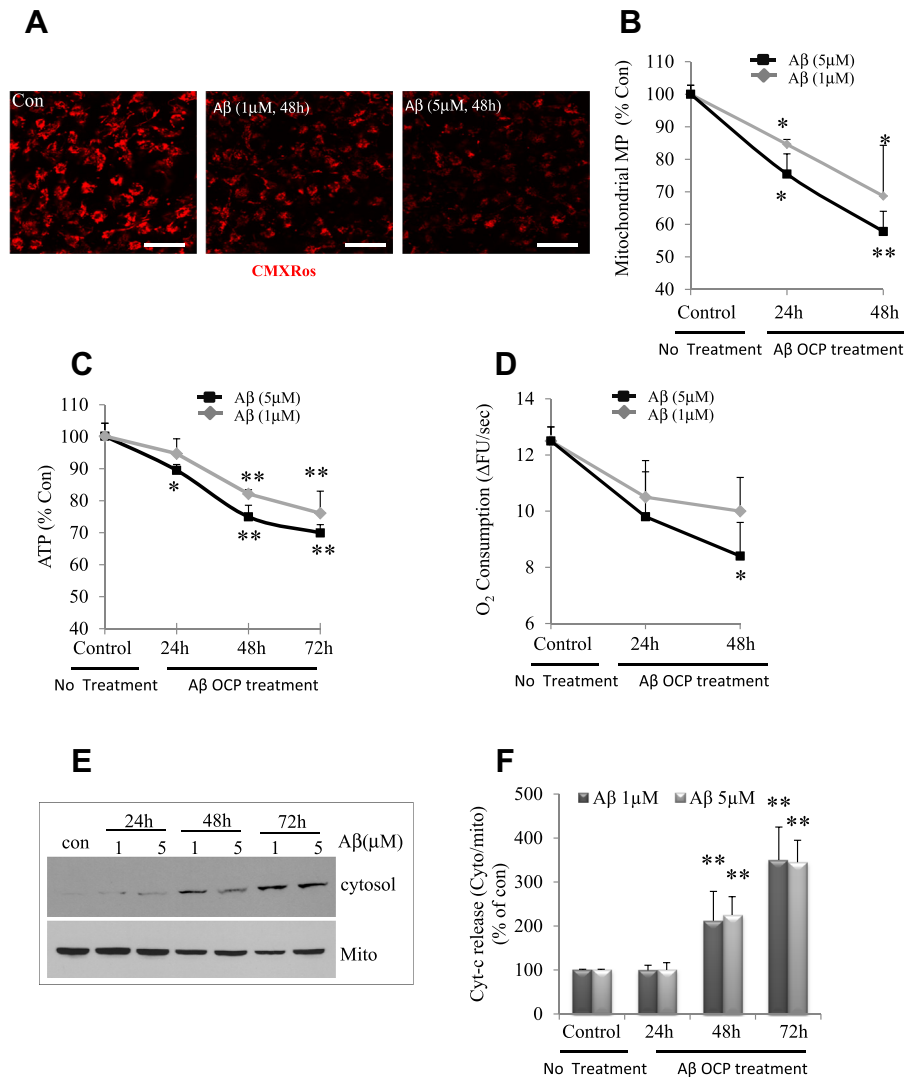 A
Con
Aβ (1μM, 48h)
Aβ (5μM, 48h)
CMXRos
B
Aβ (5μM)
Aβ (1μM)
Mitochondrial MP (% Con)
110
100
90
80
70
60
50
40
*
*
*
**
Control
24h
48h
No Treatment
Aβ OCP treatment
C
Aβ (5μM)
Aβ (1μM)
ATP (% Con)
110
100
90
80
70
60
50
40
*
**
**
**
**
Control
24h
48h
72h
No Treatment
Aβ OCP treatment
D
Aβ (5μM)
Aβ (1μM)
O₂ Consumption (ΔFU/sec)
14
12
10
8
6
*
Control
24h
48h
No Treatment
Aβ OCP treatment
E
24h 48h 72h
con 1 5 1 5 1 5 Aβ(μM)
cytosol
Mito
F
Aβ 1μM
Aβ 5μM
Cyt-c release (Cyto/mito)
(% of con)
500
400
300
200
100
0
**
**
**
**
Control
24h
48h
72h
No Treatment
Aβ OCP treatment